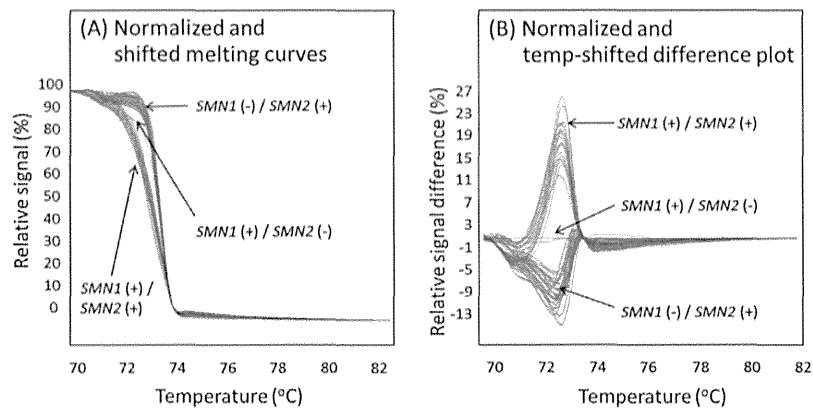 (A) Normalized and
shifted melting curves
Relative signal (%)
100
90
80
70
60
50
40
30
20
10
0
SMN1 (-) / SMN2 (+)
SMN1 (+) / SMN2 (-)
SMN1 (+) /
SMN2 (+)
70 72 74 76 78 80 82
Temperature (°C)
(B) Normalized and
temp-shifted difference plot
Relative signal difference (%)
27
23
19
15
11
7
3
-1
-5
-9
-13
SMN1 (+) / SMN2 (+)
SMN1 (+) / SMN2 (-)
SMN1 (-) / SMN2 (+)
70 72 74 76 78 80 82
Temperature (°C)